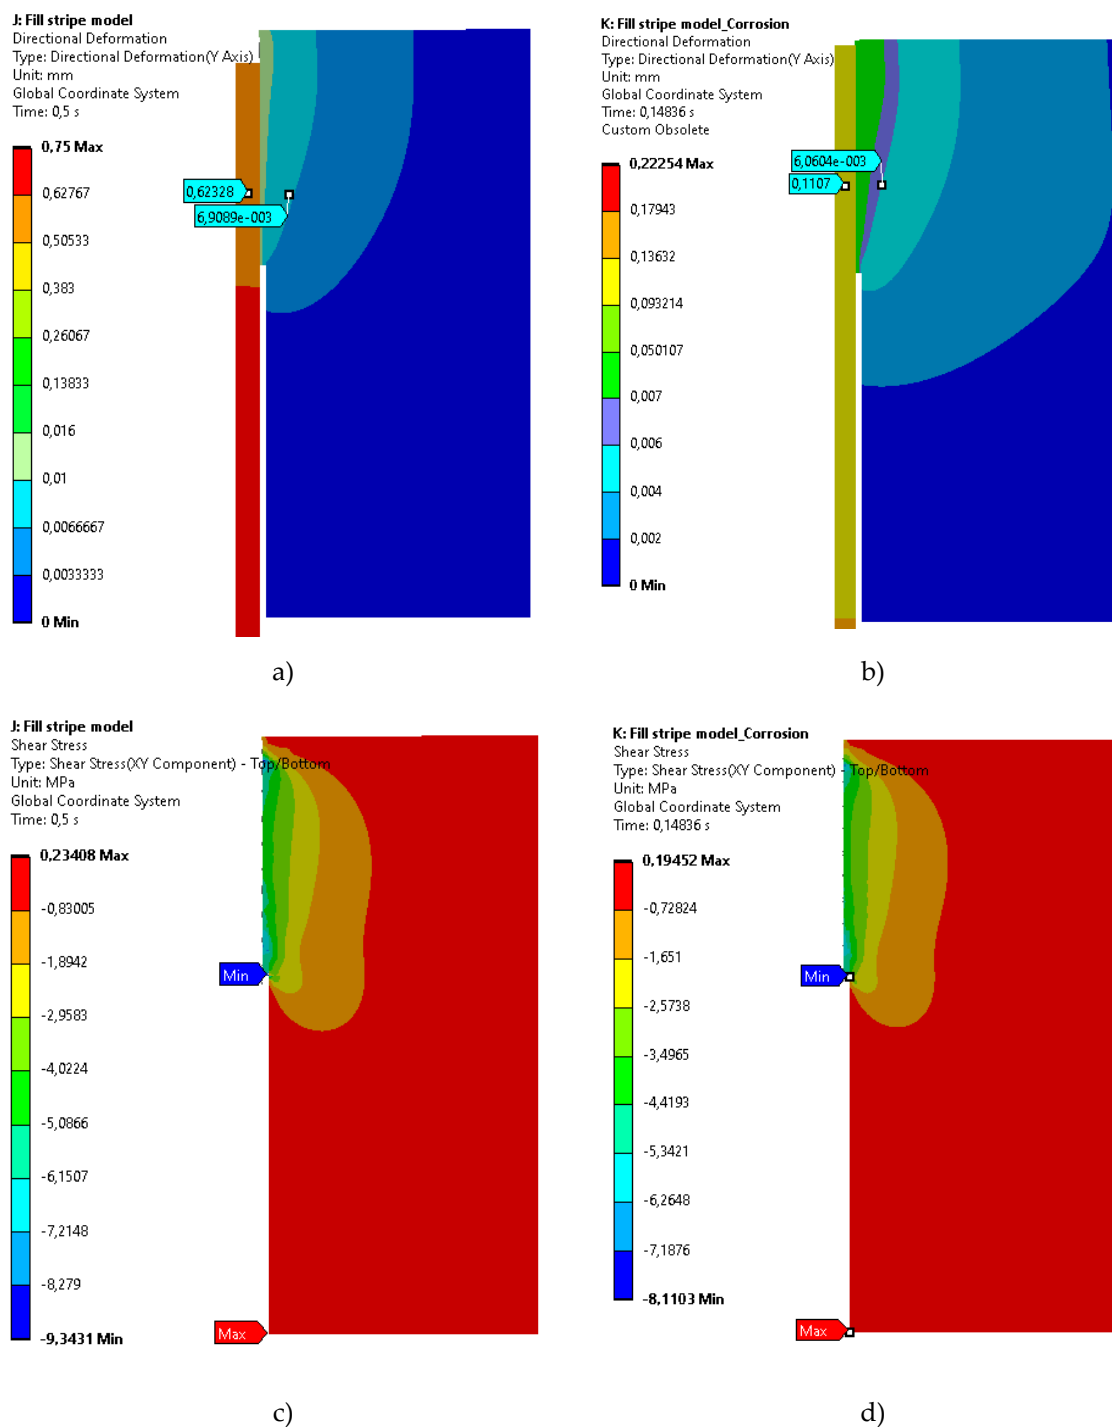 J: Fill stripe model
Directional Deformation
Type: Directional Deformation(Y Axis)
Unit: mm
Global Coordinate System
Time: 0,5 s
0,75 Max
0,62767
0,50533
0,383
0,26067
0,13833
0,016
0,01
0,0066667
0,0033333
0 Min
0,62328
6,9089e-003
a)
K: Fill stripe model_Corrosion
Directional Deformation
Type: Directional Deformation(Y Axis)
Unit: mm
Global Coordinate System
Time: 0,14836 s
Custom Obsolete
0,22254 Max
0,17943
0,13632
0,093214
0,050107
0,007
0,006
0,004
0,002
0 Min
6,0604e-003
0,1107
b)
J: Fill stripe model
Shear Stress
Type: Shear Stress(XY Component) - Top/Bottom
Unit: MPa
Global Coordinate System
Time: 0,5 s
0,23408 Max
-0,83005
-1,8942
-2,9583
-4,0224
-5,0866
-6,1507
-7,2148
-8,279
-9,3431 Min
Min
Max
c)
K: Fill stripe model_Corrosion
Shear Stress
Type: Shear Stress(XY Component) - Top/Bottom
Unit: MPa
Global Coordinate System
Time: 0,14836 s
0,19452 Max
-0,72824
-1,651
-2,5738
-3,4965
-4,4193
-5,3421
-6,2648
-7,1876
-8,1103 Min
Min
Max
d)